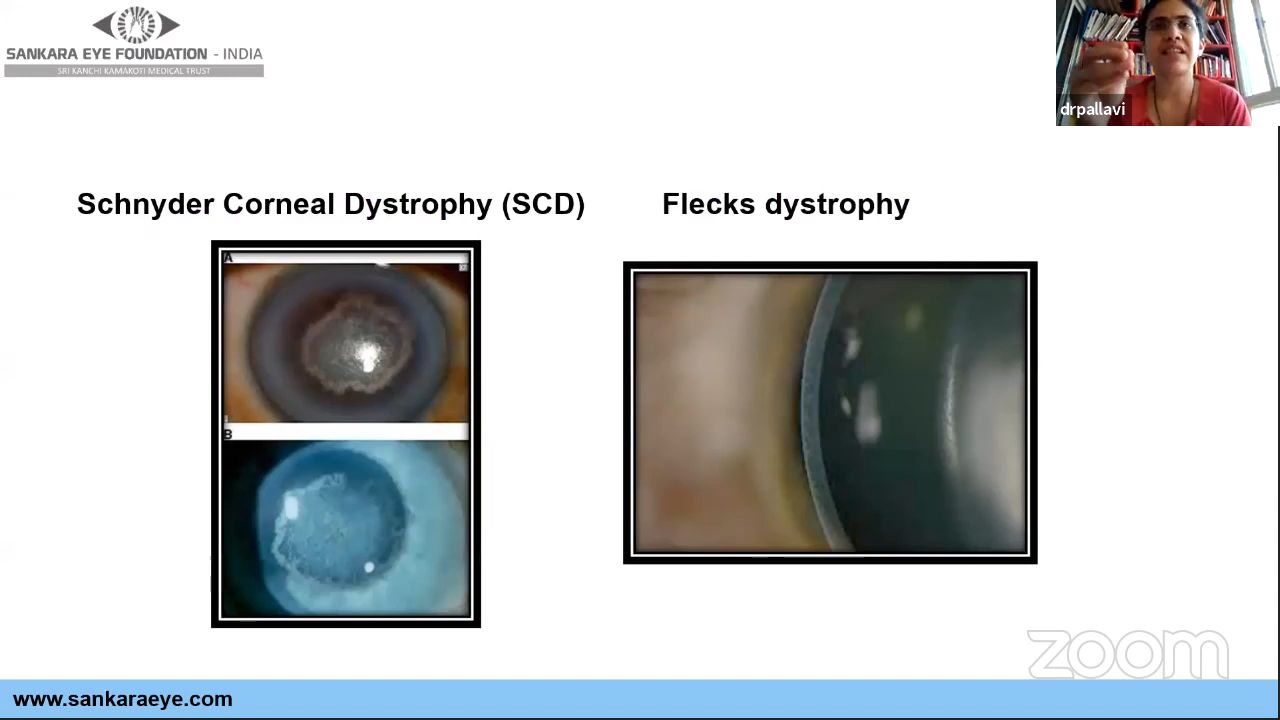 SANKARA EYE FOUNDATION - INDIA
SRI KANCHI KAMAKOTI MEDICAL TRUST
drpallavi
Schnyder Corneal Dystrophy (SCD)
Flecks dystrophy
A
B
zoom
www.sankaraeye.com